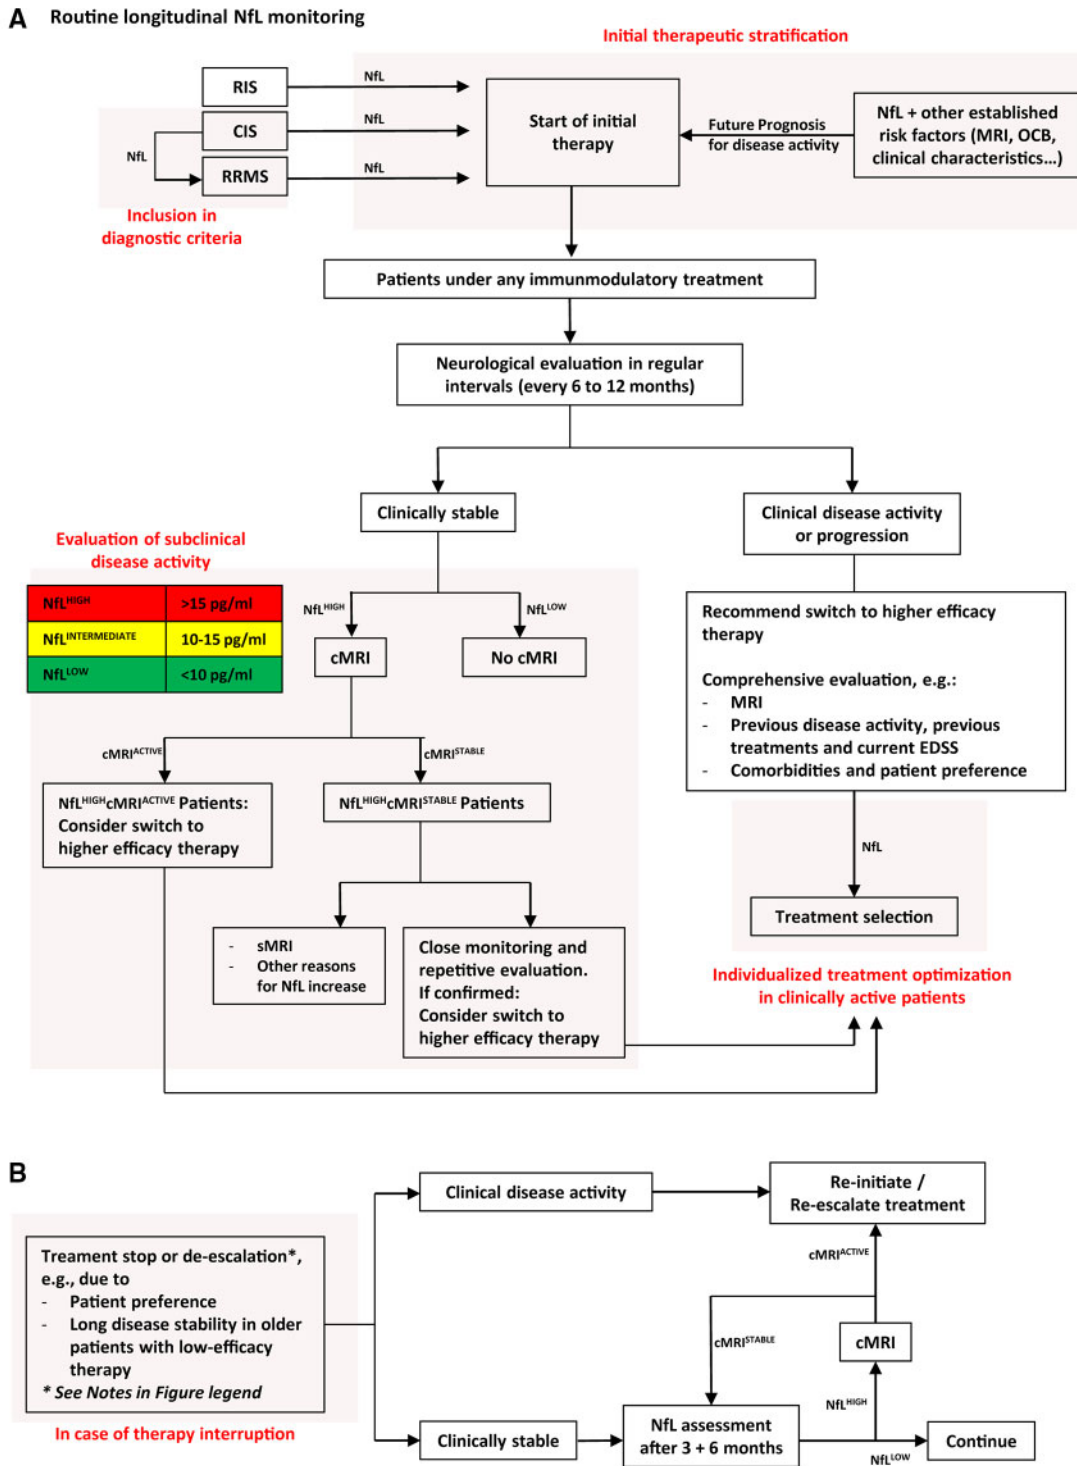 A
Routine longitudinal NfL monitoring
Initial therapeutic stratification
RIS
NfL
CIS
NfL
NfL
RRMS
NfL
Inclusion in
diagnostic criteria
Start of initial
therapy
Future Prognosis
for disease activity
NfL + other established
risk factors (MRI, OCB,
clinical characteristics...)
Patients under any immunmodulatory treatment
Neurological evaluation in regular
intervals (every 6 to 12 months)
Clinically stable
Clinical disease activity
or progression
Evaluation of subclinical
disease activity
NfLHIGH >15 pg/ml
NfLINTERMEDIATE 10-15 pg/ml
NfLLOW <10 pg/ml
NfLHIGH
NfLLOW
cMRI
No cMRI
Recommend switch to higher efficacy
therapy
Comprehensive evaluation, e.g.:
- MRI
- Previous disease activity, previous
treatments and current EDSS
- Comorbidities and patient preference
cMRIACTIVE
cMRISTABLE
NfLHIGHcMRIACTIVE Patients:
Consider switch to
higher efficacy therapy
NfLHIGHcMRISTABLE Patients
NfL
Treatment selection
- sMRI
- Other reasons
for NfL increase
Close monitoring and
repetitive evaluation.
If confirmed:
Consider switch to
higher efficacy therapy
Individualized treatment optimization
in clinically active patients
B
Treament stop or de-escalation*,
e.g., due to
- Patient preference
- Long disease stability in older
patients with low-efficacy
therapy
* See Notes in Figure legend
In case of therapy interruption
Clinical disease activity
Re-initiate /
Re-escalate treatment
cMRIACTIVE
cMRISTABLE
cMRI
NfLHIGH
Clinically stable
NfL assessment
after 3 + 6 months
NfLLOW
Continue